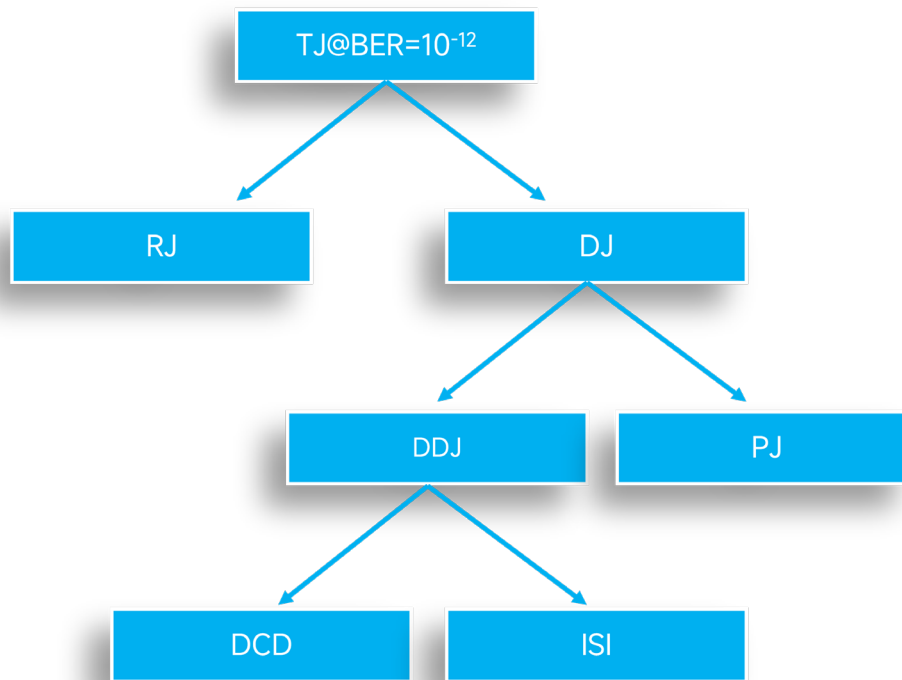 TJ@BER=10⁻¹²
RJ
DJ
DDJ
PJ
DCD
ISI